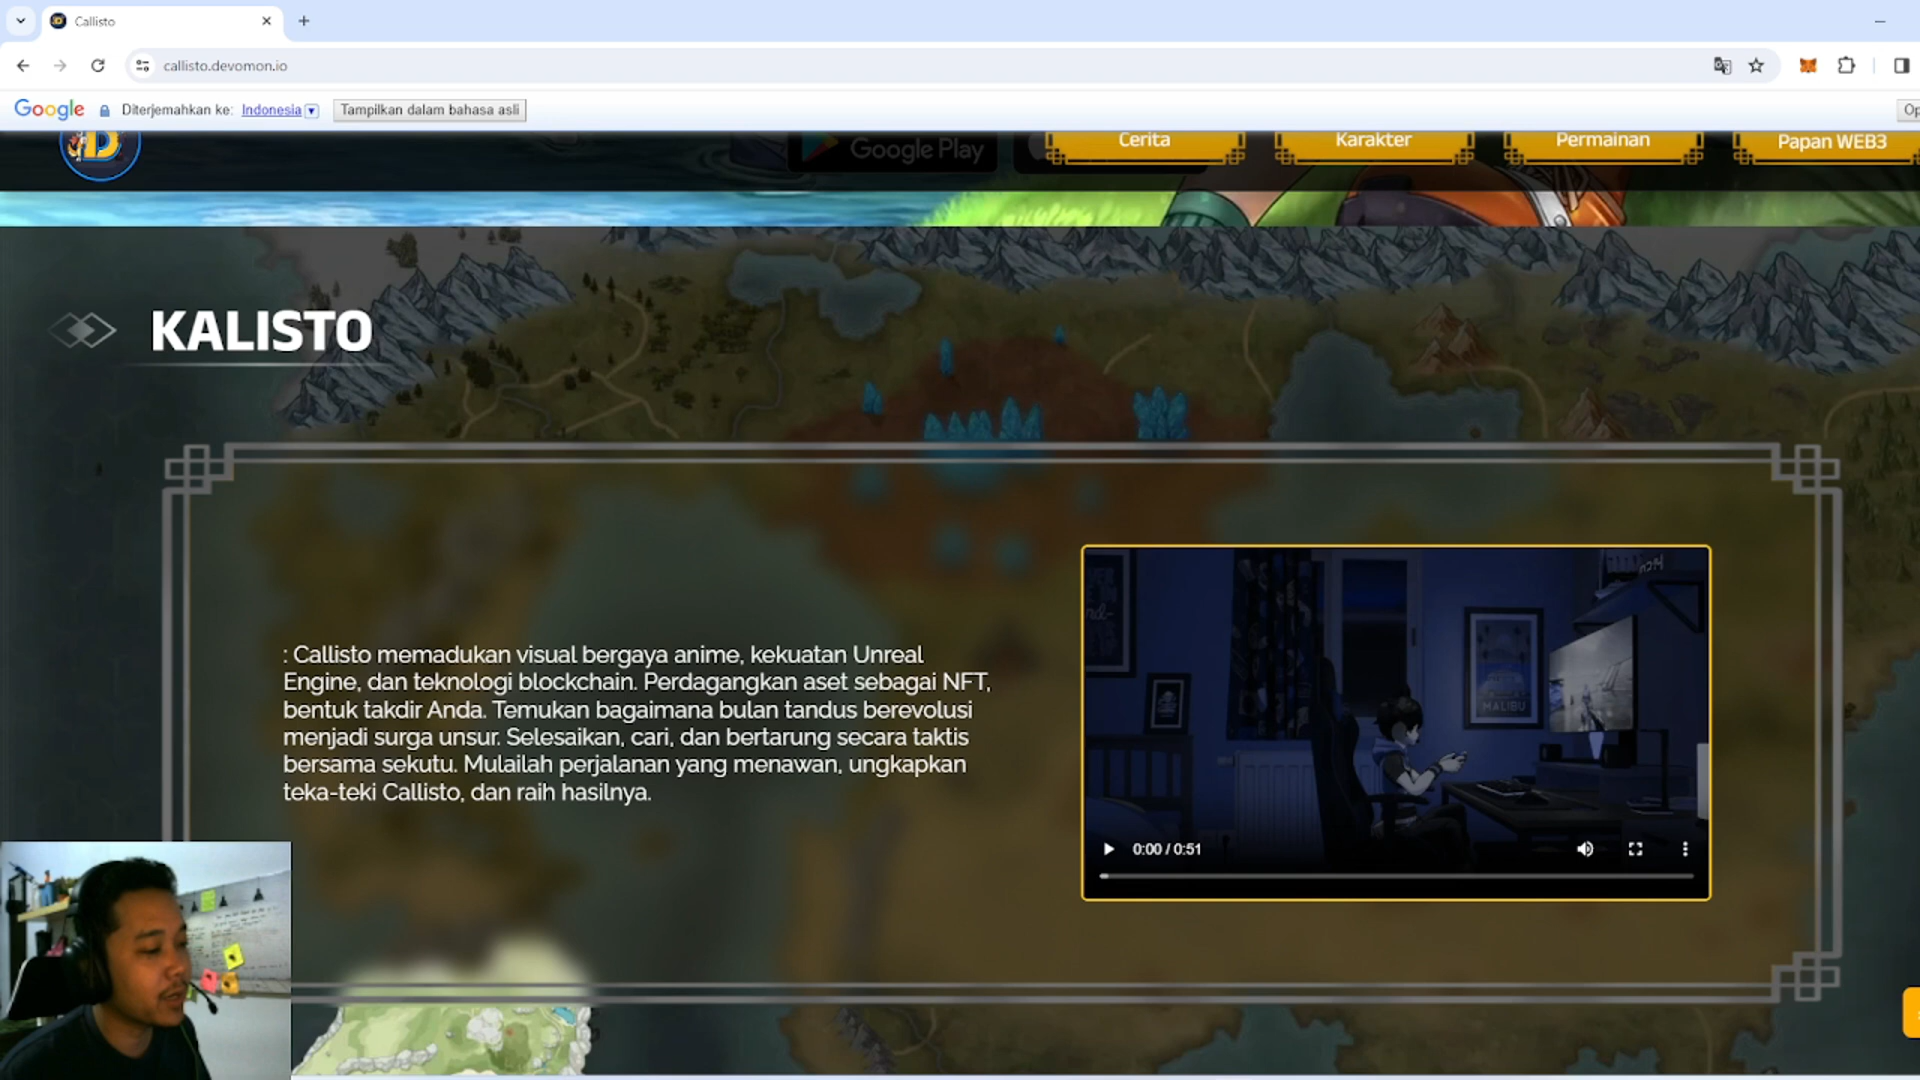 Callisto
callisto.devomon.io
Google
Diterjemahkan ke: Indonesia
Tampilkan dalam bahasa asli
Op
Google Play
Cerita
Karakter
Permainan
Papan WEB3
KALISTO
: Callisto memadukan visual bergaya anime, kekuatan Unreal
Engine, dan teknologi blockchain. Perdagangkan aset sebagai NFT,
bentuk takdir Anda. Temukan bagaimana bulan tandus berevolusi
menjadi surga unsur. Selesaikan, cari, dan bertarung secara taktis
bersama sekutu. Mulailah perjalanan yang menawan, ungkapkan
teka-teki Callisto, dan raih hasilnya.
MALIBU
0:00 / 0:51